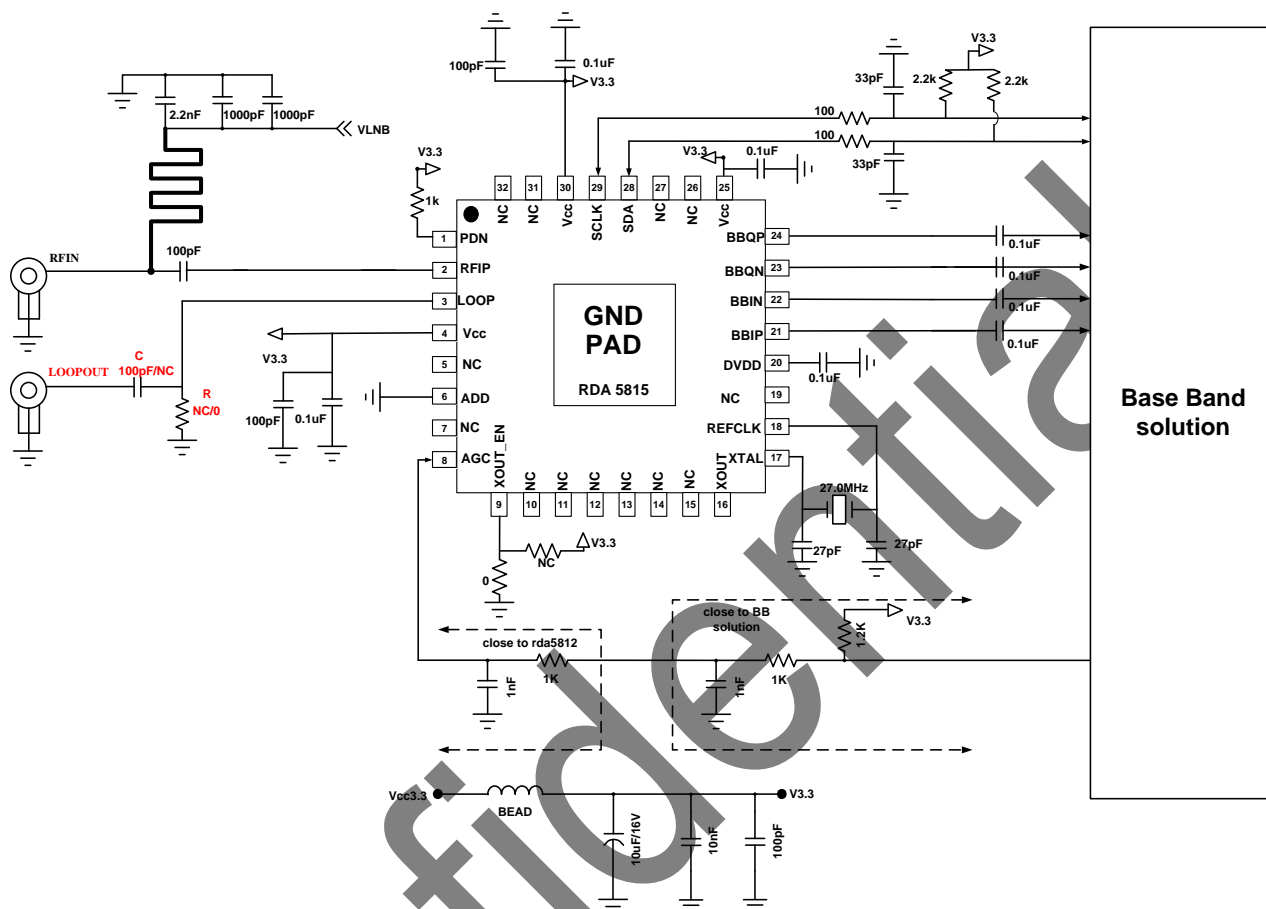 100pF
0.1uF
V3.3
V3.3
33pF
2.2k
2.2k
2.2nF
1000pF
1000pF
VLNB
100
100
33pF
V3.3
0.1uF
V3.3
1k
32
31
30
29
28
27
26
25
NC
NC
Vcc
SCLK
SDA
NC
NC
Vcc
1
PDN
BBQP
24
0.1uF
RFIN
100pF
2
RFIP
BBQN
23
0.1uF
3
LOOP
BBIN
22
0.1uF
4
Vcc
BBIP
21
0.1uF
GND
PAD
RDA 5815
V3.3
C
100pF/NC
LOOPOUT
5
NC
DVDD
20
0.1uF
R
NC/0
100pF
0.1uF
6
ADD
NC
19
7
NC
REFCLK
18
8
AGC
XTAL
17
XOUT_EN
NC
NC
NC
NC
NC
NC
XOUT
9
10
11
12
13
14
15
16
27.0MHz
27pF
27pF
V3.3
NC
0
Base Band
solution
close to rda5812
close to BB
solution
1.2K
V3.3
1nF
1K
1nF
1K
Vcc3.3
BEAD
V3.3
10uF/16V
10nF
100pF
fidential